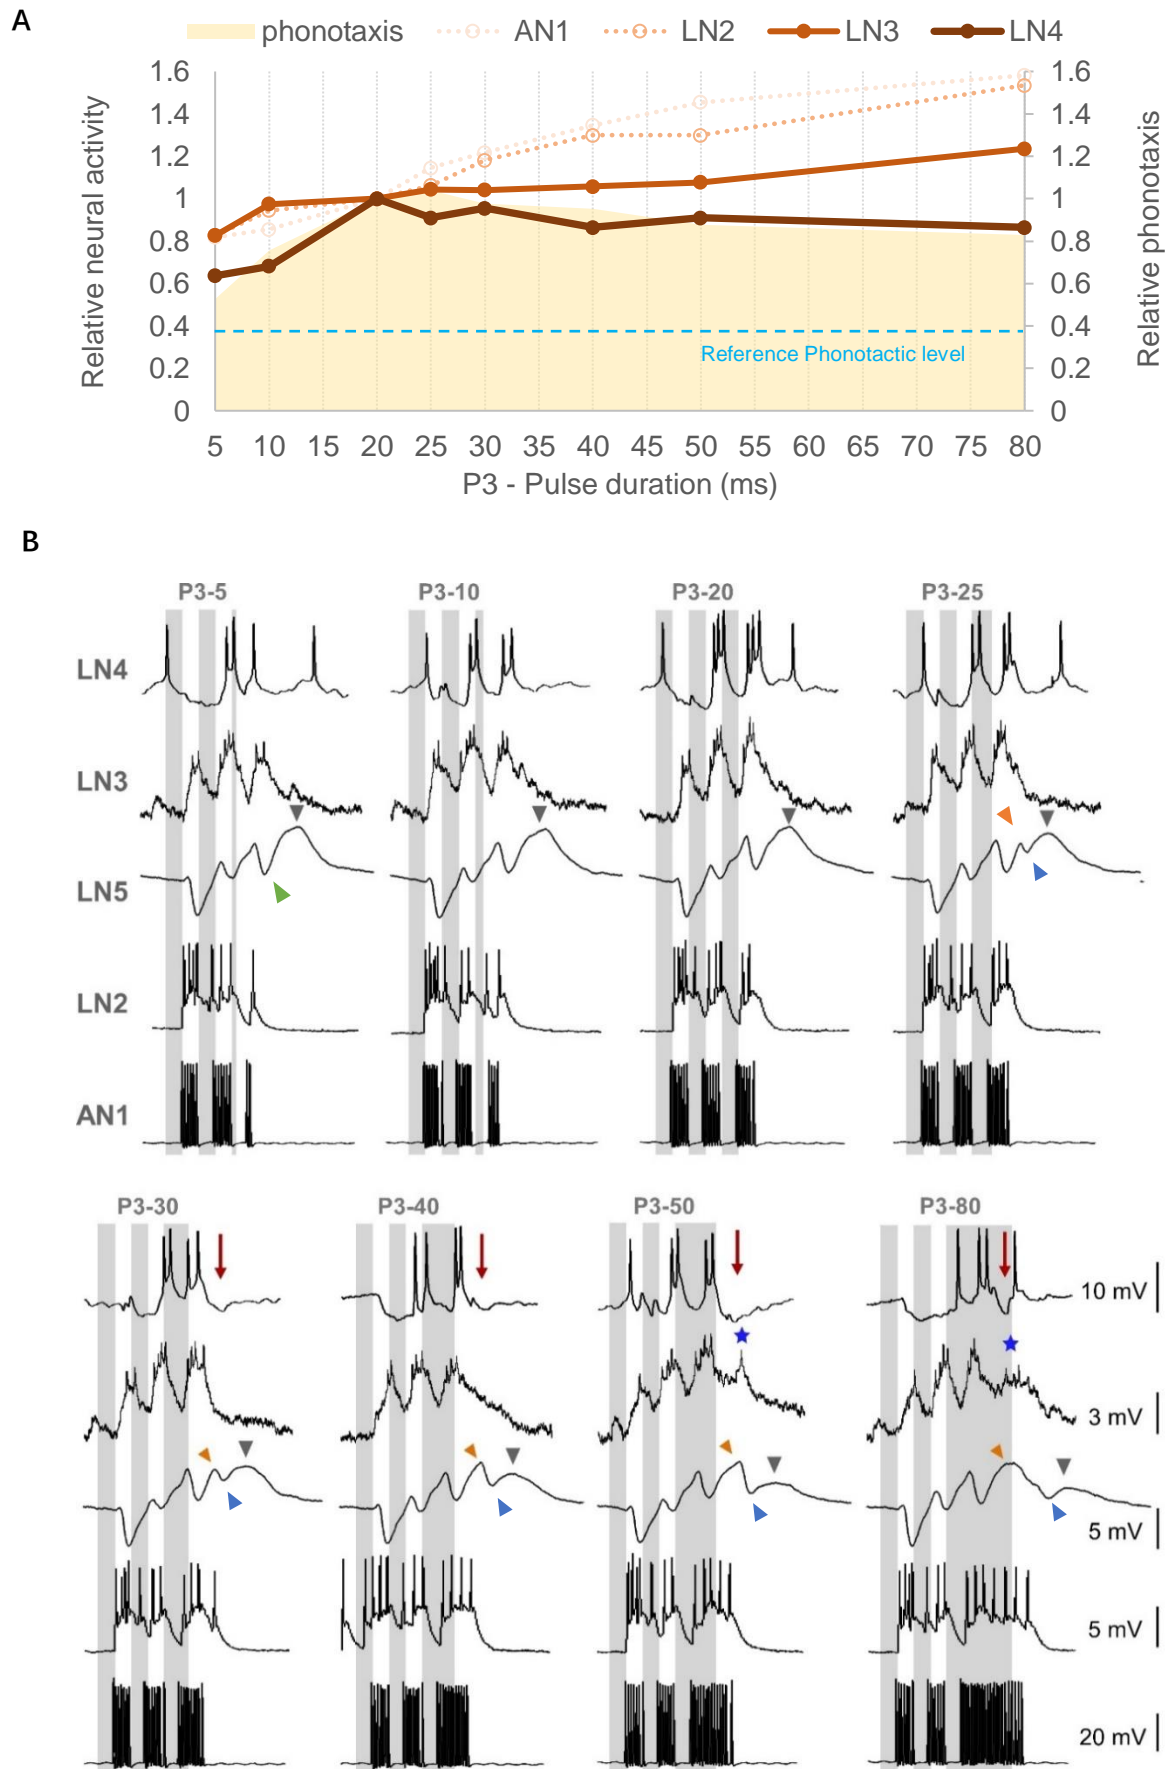 A
phonotaxis AN1 LN2 LN3 LN4
Relative neural activity
1.6
1.4
1.2
1
0.8
0.6
0.4
0.2
0
1.6
1.4
1.2
1
0.8
0.6
0.4
0.2
0
Relative phonotaxis
Reference Phonotactic level
5 10 15 20 25 30 35 40 45 50 55 60 65 70 75 80
P3 - Pulse duration (ms)
B
P3-5 P3-10 P3-20 P3-25
LN4
LN3
LN5
LN2
AN1
P3-30 P3-40 P3-50 P3-80
10 mV
3 mV
5 mV
5 mV
20 mV